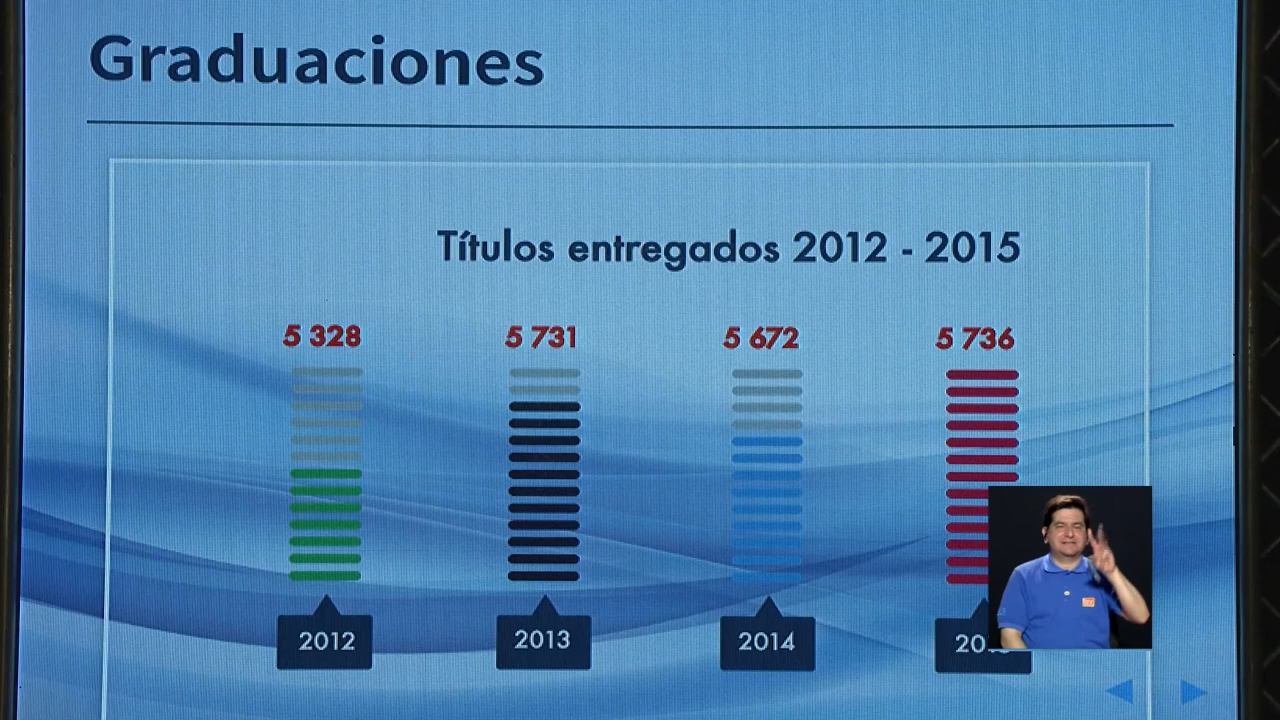 Graduaciones
Títulos entregados 2012 - 2015
5 328 5 731 5 672 5 736
2012 2013 2014